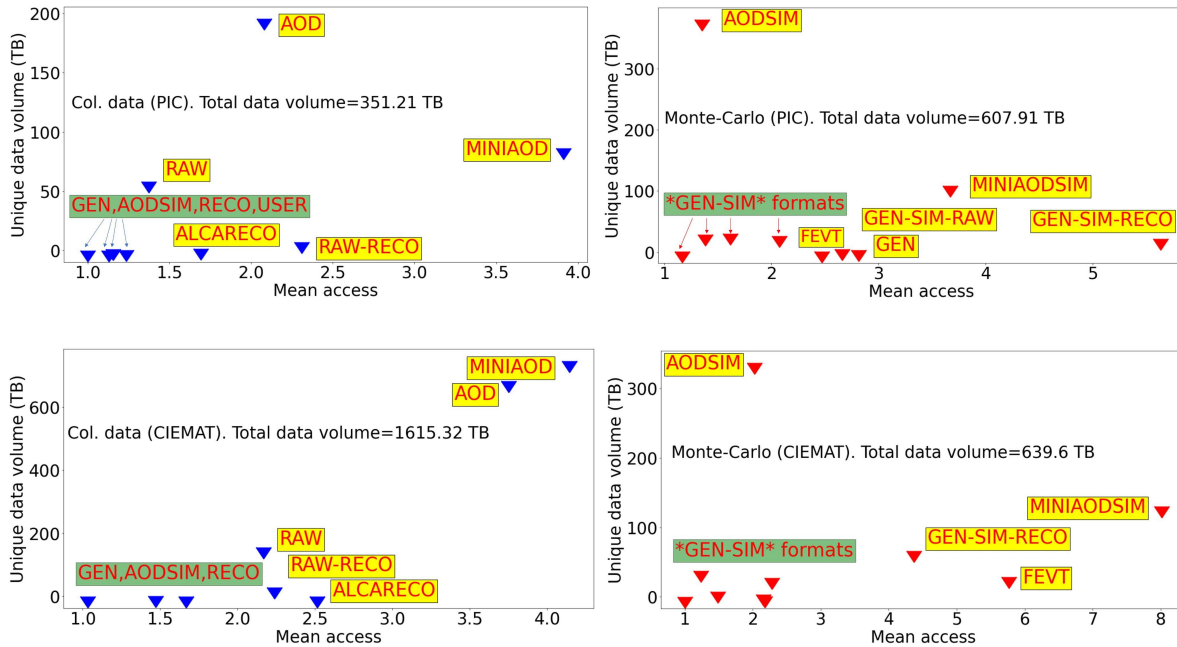 Unique data volume (TB)
200
150
100
50
0
AOD
Col. data (PIC). Total data volume=351.21 TB
MINIAOD
RAW
GEN,AODSIM,RECO,USER
ALCARECO
RAW-RECO
1.0 1.5 2.0 2.5 3.0 3.5 4.0
Mean access
Unique data volume (TB)
300
200
100
0
AODSIM
Monte-Carlo (PIC). Total data volume=607.91 TB
MINIAODSIM
*GEN-SIM* formats
GEN-SIM-RAW
GEN-SIM-RECO
FEVT
GEN
1 2 3 4 5
Mean access
Unique data volume (TB)
600
400
200
0
MINIAOD
AOD
Col. data (CIEMAT). Total data volume=1615.32 TB
RAW
RAW-RECO
GEN,AODSIM,RECO
ALCARECO
1.0 1.5 2.0 2.5 3.0 3.5 4.0
Mean access
Unique data volume (TB)
300
200
100
0
AODSIM
Monte-Carlo (CIEMAT). Total data volume=639.6 TB
MINIAODSIM
GEN-SIM-RECO
*GEN-SIM* formats
FEVT
1 2 3 4 5 6 7 8
Mean access